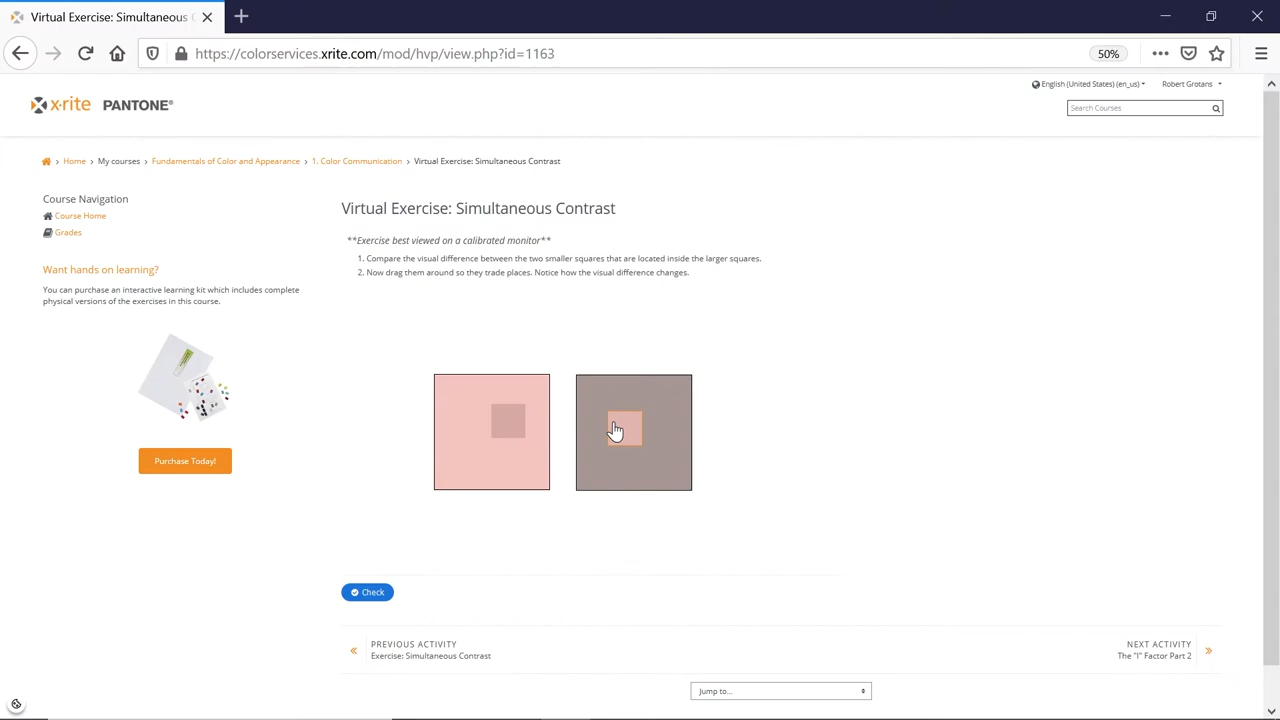 Virtual Exercise: Simultaneous C
https://colorservices.xrite.com/mod/hvp/view.php?id=1163
50%
x·rite PANTONE®
English (United States) (en_us)
Robert Grotans
Search Courses
Home
My courses
Fundamentals of Color and Appearance
1. Color Communication
Virtual Exercise: Simultaneous Contrast
Course Navigation
Course Home
Grades
Want hands on learning?
You can purchase an interactive learning kit which includes complete
physical versions of the exercises in this course.
Purchase Today!
Virtual Exercise: Simultaneous Contrast
**Exercise best viewed on a calibrated monitor**
1. Compare the visual difference between the two smaller squares that are located inside the larger squares.
2. Now drag them around so they trade places. Notice how the visual difference changes.
Check
PREVIOUS ACTIVITY
Exercise: Simultaneous Contrast
NEXT ACTIVITY
The "I" Factor Part 2
Jump to...